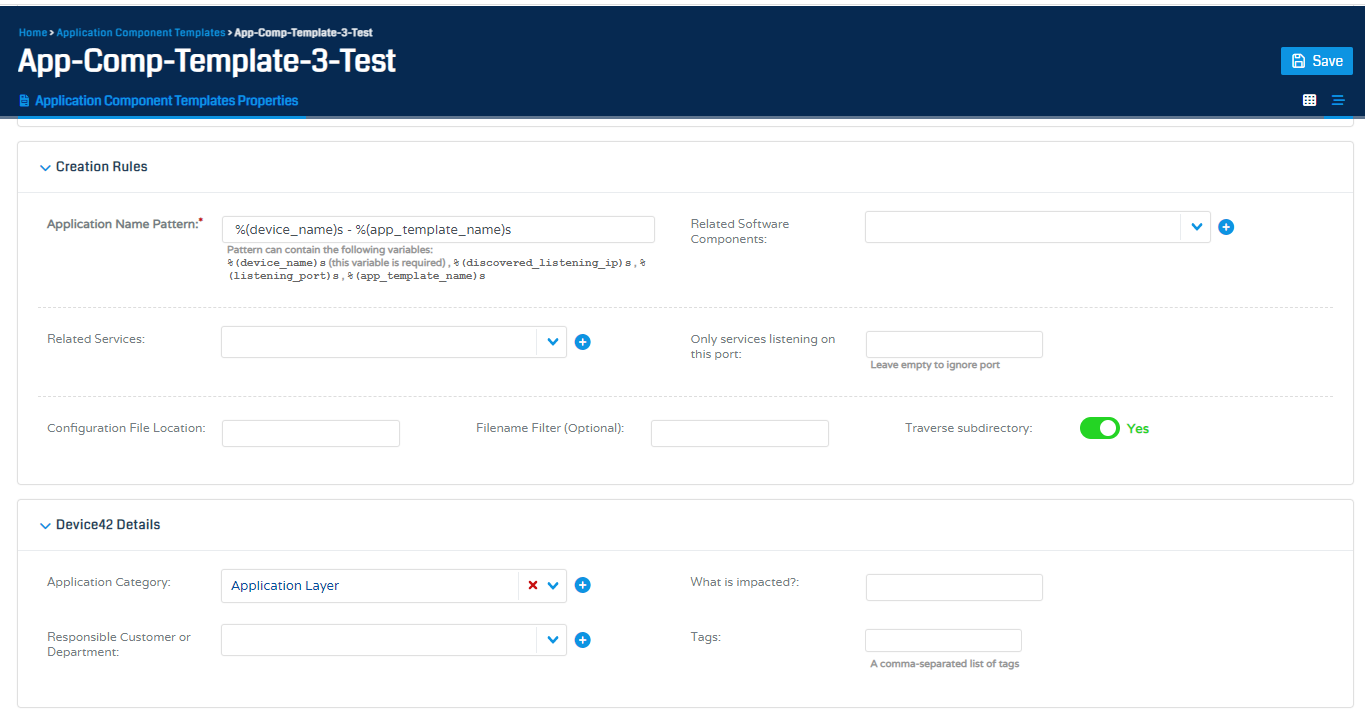 Home > Application Component Templates > App-Comp-Template-3-Test
App-Comp-Template-3-Test
Save
Application Component Templates Properties
Creation Rules
Application Name Pattern:*
%(device_name)s - %(app_template_name)s
Pattern can contain the following variables:
%(device_name)s (this variable is required) , %(discovered_listening_ip)s , %
(listening_port)s , %(app_template_name)s
Related Software
Components:
Related Services:
Only services listening on
this port:
Leave empty to ignore port
Configuration File Location:
Filename Filter (Optional):
Traverse subdirectory:
Yes
Device42 Details
Application Category:
Application Layer
What is impacted?:
Responsible Customer or
Department:
Tags:
A comma-separated list of tags